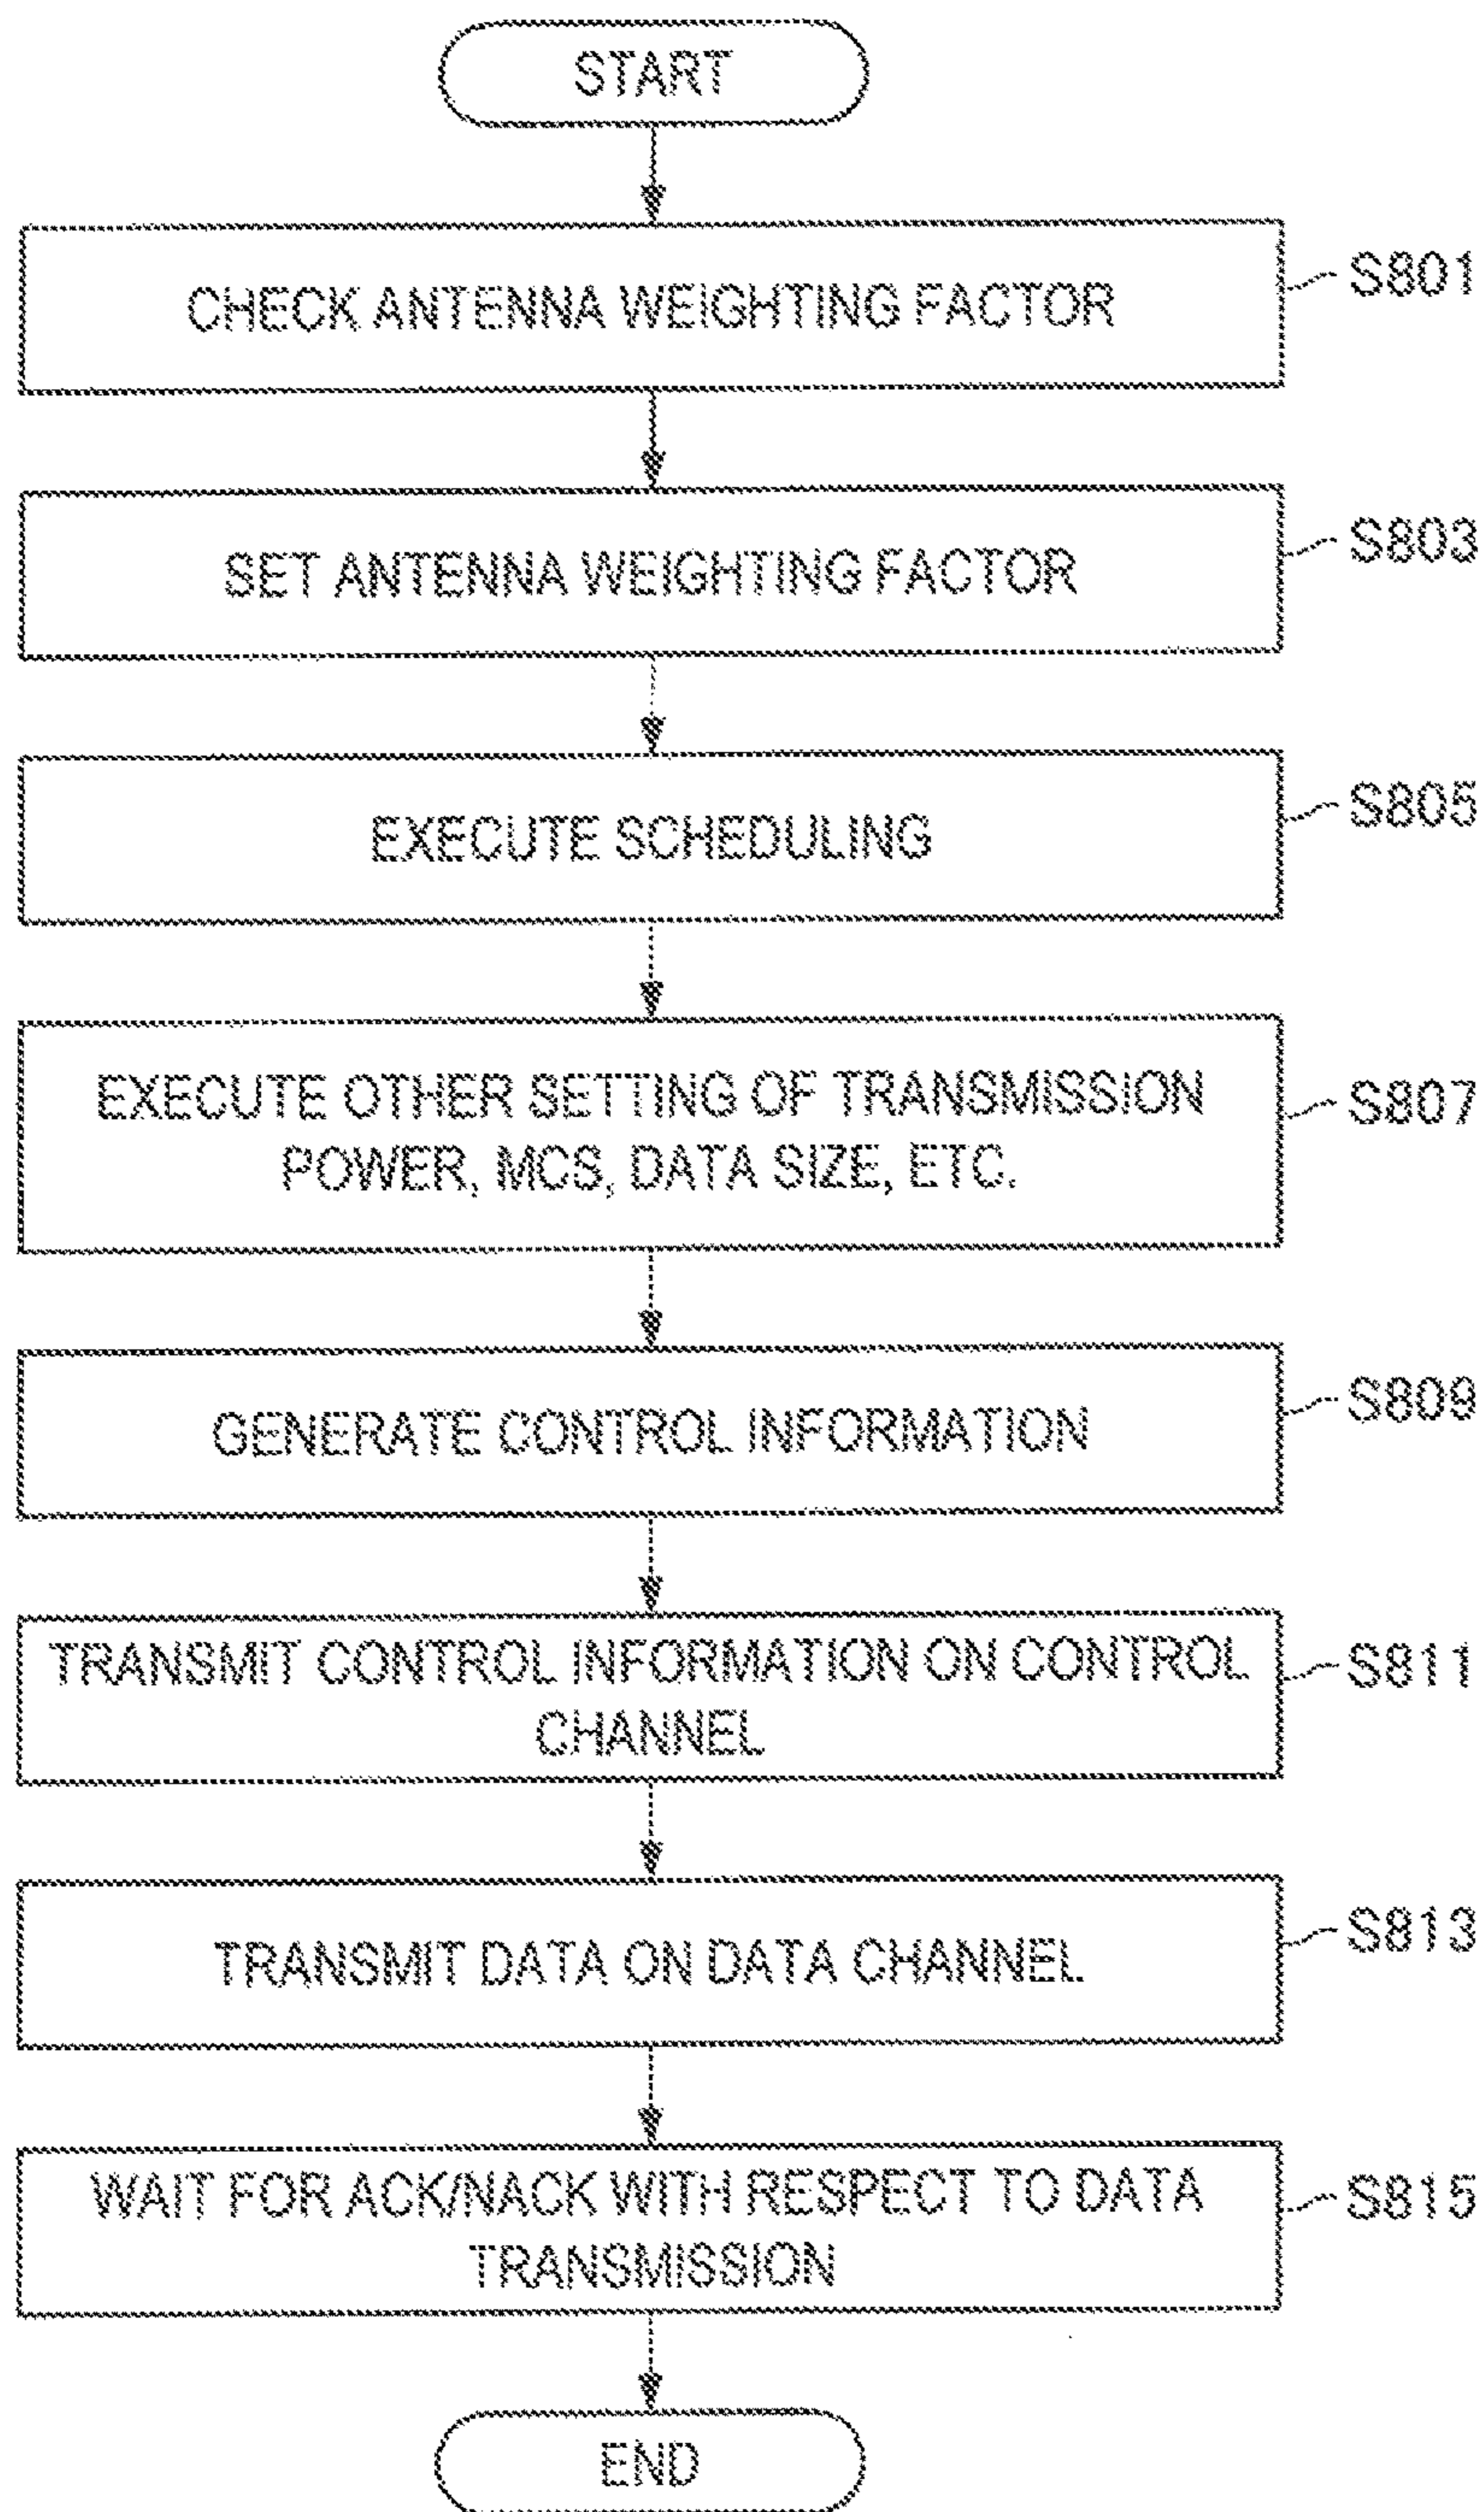 START
CHECK ANTENNA WEIGHTING FACTOR
S801
SET ANTENNA WEIGHTING FACTOR
S803
EXECUTE SCHEDULING
S805
EXECUTE OTHER SETTING OF TRANSMISSION
POWER, MCS, DATA SIZE, ETC.
S807
GENERATE CONTROL INFORMATION
S809
TRANSMIT CONTROL INFORMATION ON CONTROL
CHANNEL
S811
TRANSMIT DATA ON DATA CHANNEL
S813
WAIT FOR ACK/NACK WITH RESPECT TO DATA
TRANSMISSION
S815
END